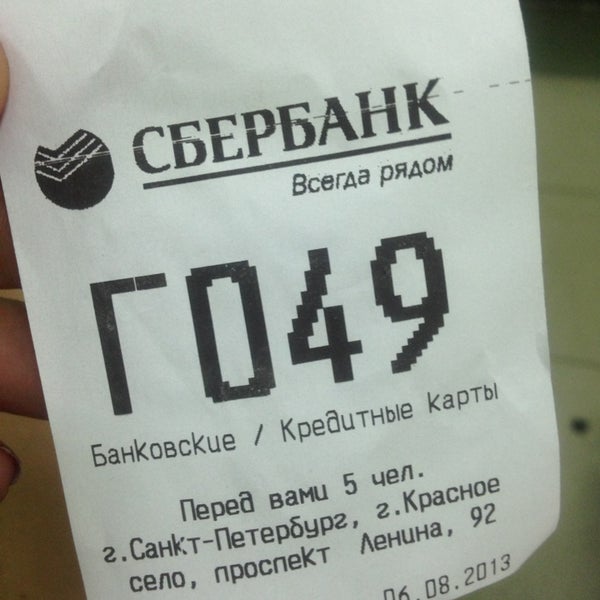 СБЕРБАНК
Всегда рядом
Г049
Банковские / Кредитные карты
Перед вами 5 чел.
г.Санкт-Петербург, г.Красное
село, проспект Ленина, 92
06.08.2013